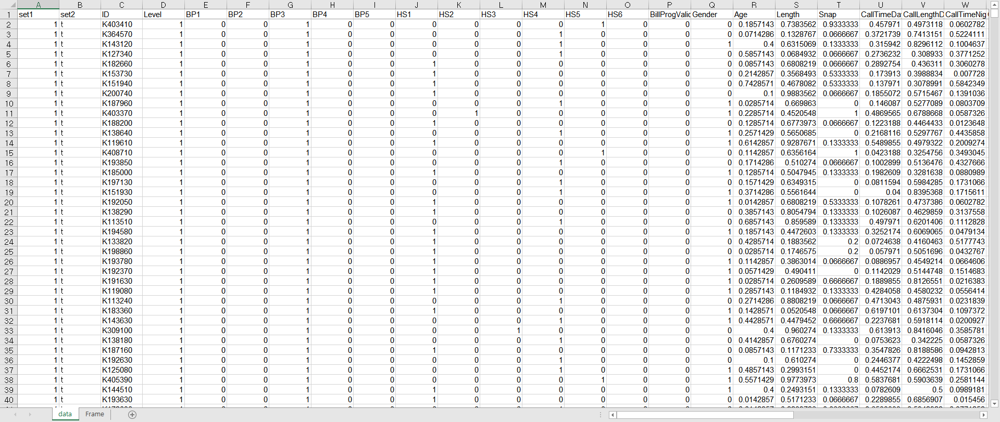 A B C D E F G H I J K L M N O P Q R S T U V W
1 set1 set2 ID Level BP1 BP2 BP3 BP4 BP5 HS1 HS2 HS3 HS4 HS5 HS6 BillProgValid Gender Age Length Snap CallTimeDa CallLengthD CallTimeNig
2 1 t K403410 1 0 0 1 0 0 0 0 0 0 1 0 0 0 0.1857143 0.7383562 0.9333333 0.457971 0.4973118 0.0602782
3 1 t K364570 1 0 0 1 0 0 0 0 0 1 0 0 0 0 0.0714286 0.1328767 0.0666667 0.3721739 0.7413151 0.5224111
4 1 t K143120 1 0 0 1 0 0 0 0 0 1 0 0 0 1 0.4 0.6315069 0.1333333 0.315942 0.8296112 0.1004637
5 1 t K127340 1 0 0 1 0 0 0 0 0 1 0 0 0 0 0.5857143 0.0684932 0.0666667 0.2736232 0.308933 0.3771252
6 1 t K182660 1 0 0 1 0 0 1 0 0 0 0 0 0 0 0.0857143 0.6808219 0.0666667 0.2892754 0.436311 0.3060278
7 1 t K153730 1 0 0 1 0 0 1 0 0 0 0 0 0 0 0.2142857 0.3568493 0.5333333 0.173913 0.3988834 0.007728
8 1 t K151940 1 0 0 1 0 0 1 0 0 0 0 0 0 0 0.7428571 0.4678082 0.5333333 0.137971 0.3078991 0.5842349
9 1 t K200740 1 0 0 1 0 0 1 0 0 0 0 0 0 0 0.1 0.9883562 0.0666667 0.1855072 0.5715467 0.1391036
10 1 t K187960 1 0 0 1 0 0 0 0 0 1 0 0 0 1 0.0285714 0.669863 0 0.146087 0.5277089 0.0803709
11 1 t K403370 1 0 0 1 0 0 0 1 0 0 0 0 0 1 0.2285714 0.4520548 1 0.4869565 0.6788668 0.0587326
12 1 t K188200 1 0 0 1 0 0 1 0 0 0 0 0 0 0 0.1285714 0.6773973 0.0666667 0.1223188 0.4464433 0.0123648
13 1 t K138640 1 0 0 1 0 0 0 0 0 1 0 0 0 1 0.2571429 0.5650685 0 0.2168116 0.5297767 0.4435858
14 1 t K119610 1 0 0 1 0 0 1 0 0 0 0 0 0 1 0.6142857 0.9287671 0.1333333 0.5489855 0.4979322 0.2009274
15 1 t K408710 1 0 0 1 0 0 0 0 0 0 1 0 0 0 0.1142857 0.6356164 1 0.0423188 0.3254756 0.3493045
16 1 t K193850 1 0 0 1 0 0 0 0 0 1 0 0 0 0 0.1714286 0.510274 0.0666667 0.1002899 0.5136476 0.4327666
17 1 t K185000 1 0 0 1 0 0 1 0 0 0 0 0 0 1 0.1285714 0.5047945 0.1333333 0.1982609 0.3281638 0.0880989
18 1 t K197130 1 0 0 1 0 0 0 0 0 1 0 0 0 1 0.1571429 0.6349315 0 0.0811594 0.5984285 0.1731066
19 1 t K151930 1 0 0 1 0 0 0 0 0 1 0 0 0 1 0.3714286 0.5561644 0 0.04 0.8395368 0.1715611
20 1 t K192050 1 0 0 1 0 0 1 0 0 0 0 0 0 1 0.0142857 0.6808219 0.5333333 0.1078261 0.4737386 0.0602782
21 1 t K138290 1 0 0 1 0 0 1 0 0 0 0 0 0 0 0.3857143 0.8054794 0.1333333 0.1026087 0.4629859 0.3137558
22 1 t K113510 1 0 0 1 0 0 0 0 0 1 0 0 0 0 0.6857143 0.859589 0.1333333 0.497971 0.6201406 0.1112828
23 1 t K194580 1 0 0 1 0 0 1 0 0 0 0 0 0 1 0.1857143 0.4472603 0.1333333 0.3252174 0.6069065 0.0479134
24 1 t K133820 1 0 0 1 0 0 1 0 0 0 0 0 0 0 0.4285714 0.1883562 0.2 0.0724638 0.4160463 0.5177743
25 1 t K198860 1 0 0 1 0 0 1 0 0 0 0 0 0 0 0.0285714 0.1746575 0.2 0.057971 0.5051696 0.0432767
26 1 t K193780 1 0 0 1 0 0 1 0 0 0 0 0 0 1 0.1142857 0.3863014 0.0666667 0.0886957 0.4549214 0.0664606
27 1 t K192370 1 0 0 1 0 0 1 0 0 0 0 0 0 1 0.0571429 0.490411 0 0.1142029 0.5144748 0.1514683
28 1 t K191630 1 0 0 1 0 0 1 0 0 0 0 0 0 1 0.0285714 0.2609589 0.6666667 0.1889855 0.8126551 0.0216383
29 1 t K119080 1 0 0 1 0 0 1 0 0 0 0 0 0 1 0.2857143 0.1184932 0.1333333 0.4284058 0.4580232 0.0556414
30 1 t K113240 1 0 0 1 0 0 0 0 0 1 0 0 0 0 0.2714286 0.8808219 0.0666667 0.4713043 0.4875931 0.0231839
31 1 t K183360 1 0 0 1 0 0 1 0 0 0 0 0 0 1 0.1428571 0.0520548 0.0666667 0.6197101 0.6137304 0.1097372
32 1 t K143630 1 0 0 1 0 0 0 0 0 1 0 0 0 1 0.4428571 0.4479452 0.6666667 0.2237681 0.5918114 0.0200927
33 1 t K309100 1 0 0 1 0 0 0 0 1 0 0 0 0 0 0.4 0.960274 0.1333333 0.613913 0.8416046 0.3585781
34 1 t K138180 1 0 0 1 0 0 0 0 0 1 0 0 0 1 0.4142857 0.6760274 0 0.0753623 0.342225 0.0587326
35 1 t K187160 1 0 0 1 0 0 1 0 0 0 0 0 0 0 0.0857143 0.1171233 0.7333333 0.3547826 0.8188586 0.0942813
36 1 t K192630 1 0 0 1 0 0 0 0 0 1 0 0 0 0 0.1 0.610274 0 0.2446377 0.4222498 0.1452859
37 1 t K125080 1 0 0 1 0 0 0 0 0 1 0 0 0 1 0.4857143 0.2993151 0 0.4452174 0.6662531 0.1731066
38 1 t K405390 1 0 0 1 0 0 0 0 0 0 1 0 0 1 0.5571429 0.9773973 0.8 0.5837681 0.5903639 0.2581144
39 1 t K144510 1 0 0 1 0 0 1 0 0 0 0 0 0 1 0.4 0.2493151 0.1333333 0.0782609 0.5 0.0989181
40 1 t K193630 1 0 0 1 0 0 1 0 0 0 0 0 0 0 0.0142857 0.5171233 0.0666667 0.2289855 0.6856907 0.015456
data Frame